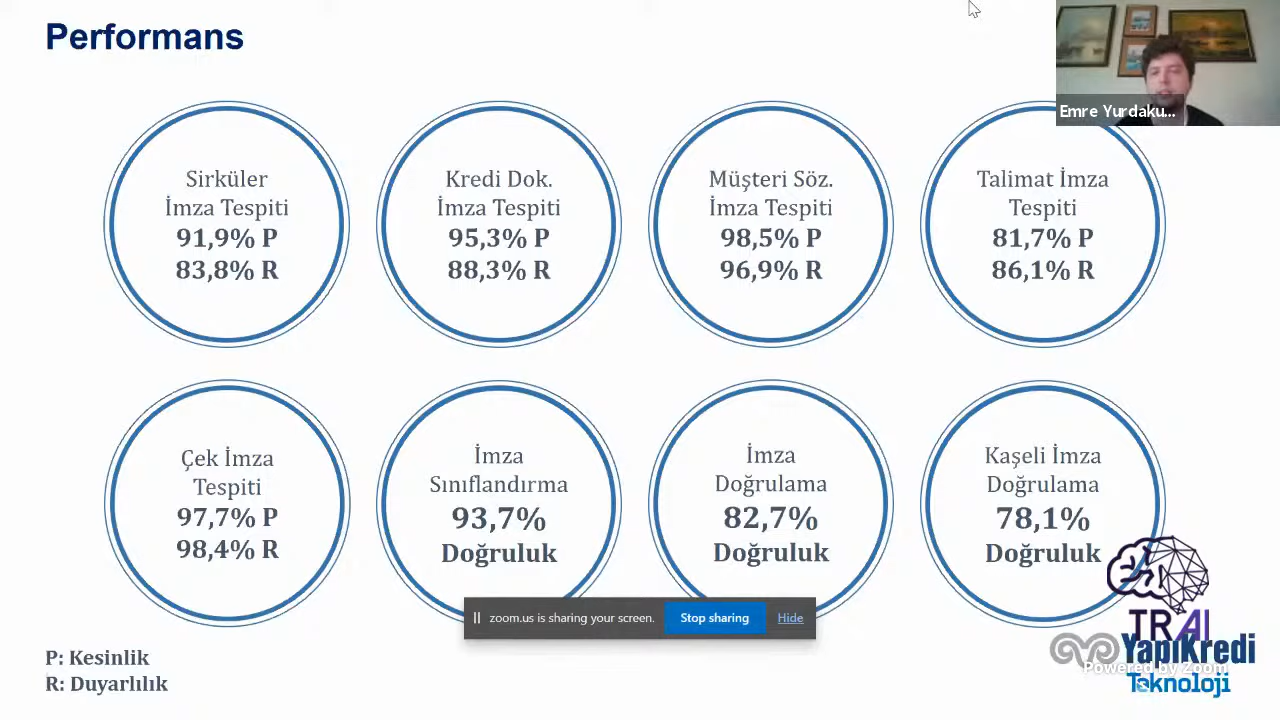 Performans
Emre Yurdaku...
Sirküler
İmza Tespiti
91,9% P
83,8% R
Kredi Dok.
İmza Tespiti
95,3% P
88,3% R
Müşteri Söz.
İmza Tespiti
98,5% P
96,9% R
Talimat İmza
Tespiti
81,7% P
86,1% R
Çek İmza
Tespiti
97,7% P
98,4% R
İmza
Sınıflandırma
93,7%
Doğruluk
İmza
Doğrulama
82,7%
Doğruluk
Kaşeli İmza
Doğrulama
78,1%
Doğruluk
zoom.us is sharing your screen. Stop sharing Hide
P: Kesinlik
R: Duyarlılık
TRAI
YapıKredi
Powered by Zoom
Teknoloji